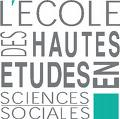 L'ECOLE
DES HAUTES
ETUDES EN
SCIENCES
SOCIALES